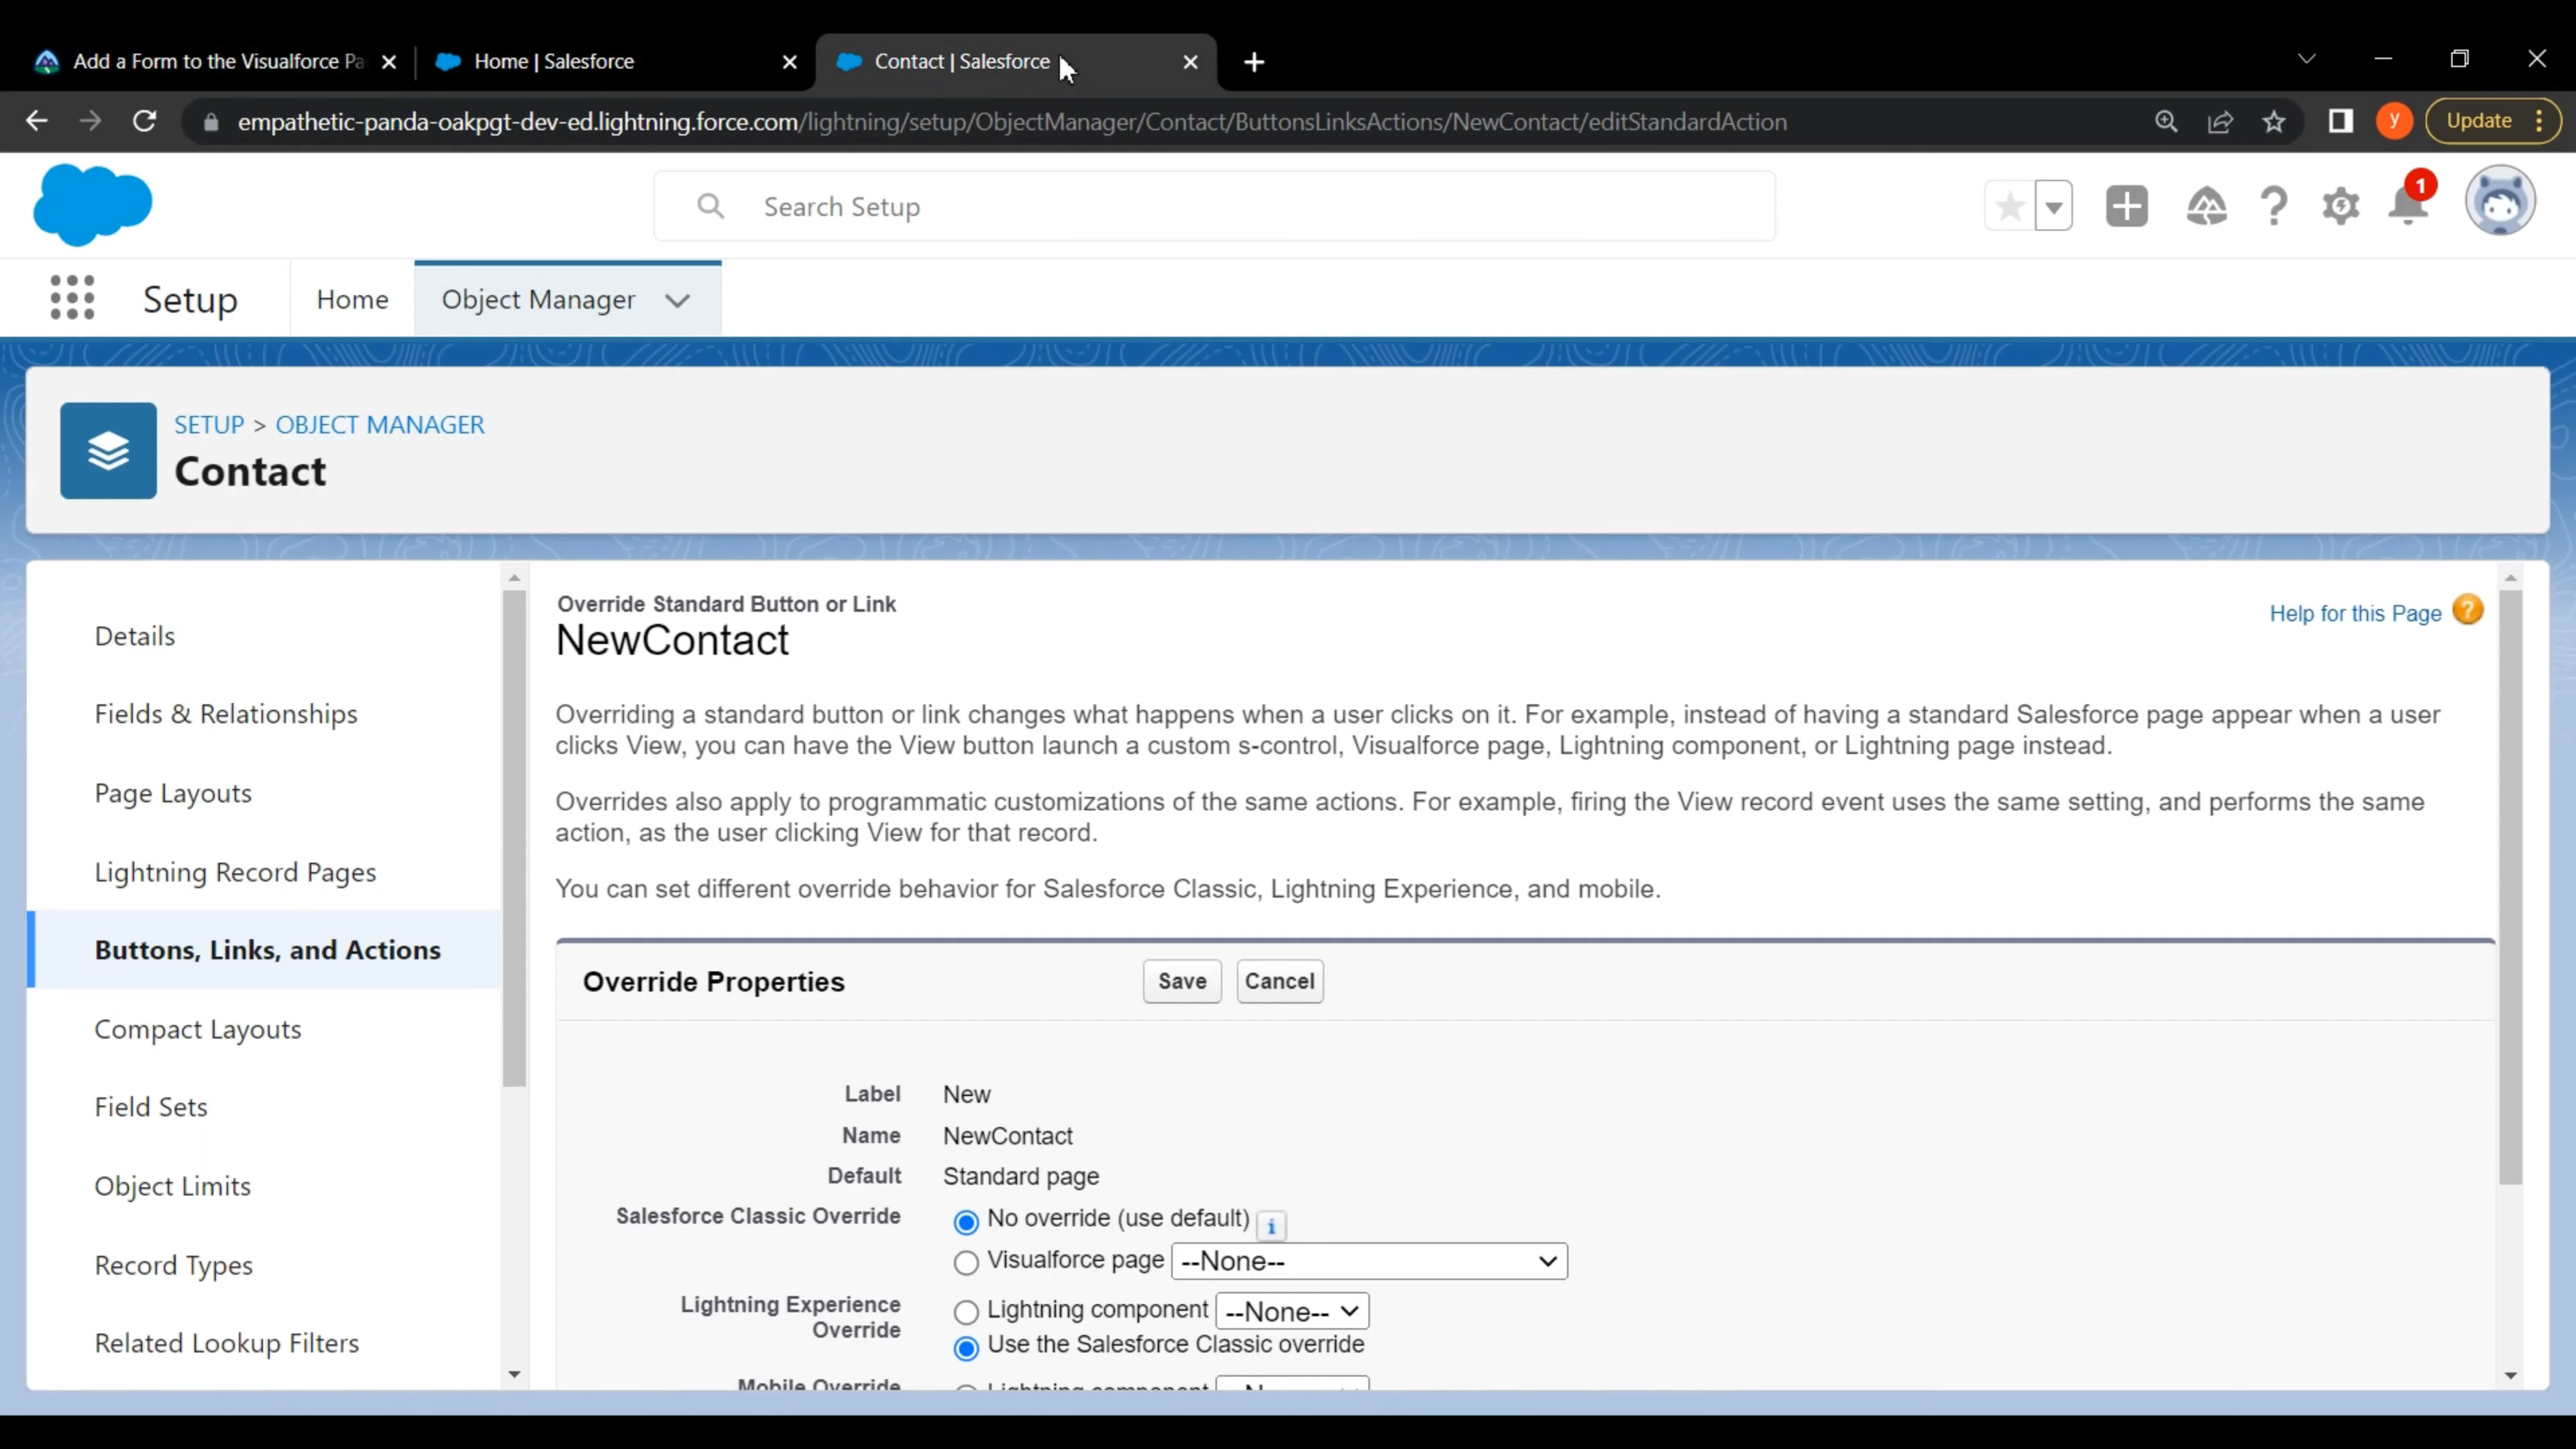 Add a Form to the Visualforce Pa
Home | Salesforce
Contact | Salesforce
empathetic-panda-oakpgt-dev-ed.lightning.force.com/lightning/setup/ObjectManager/Contact/ButtonsLinksActions/NewContact/editStandardAction
y
Update
Search Setup
1
Setup
Home
Object Manager
SETUP > OBJECT MANAGER
Contact
Details
Fields & Relationships
Page Layouts
Lightning Record Pages
Buttons, Links, and Actions
Compact Layouts
Field Sets
Object Limits
Record Types
Related Lookup Filters
Override Standard Button or Link
NewContact
Help for this Page ?
Overriding a standard button or link changes what happens when a user clicks on it. For example, instead of having a standard Salesforce page appear when a user
clicks View, you can have the View button launch a custom s-control, Visualforce page, Lightning component, or Lightning page instead.
Overrides also apply to programmatic customizations of the same actions. For example, firing the View record event uses the same setting, and performs the same
action, as the user clicking View for that record.
You can set different override behavior for Salesforce Classic, Lightning Experience, and mobile.
Override Properties
Save
Cancel
Label New
Name NewContact
Default Standard page
Salesforce Classic Override No override (use default) i
Visualforce page --None--
Lightning Experience
Override
Lightning component --None--
Use the Salesforce Classic override
Mobile Override
Lightning component